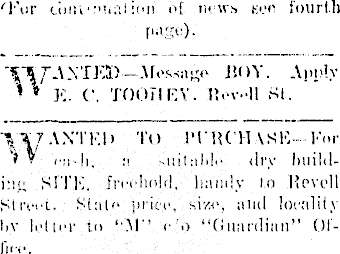 (For continuation of news see fourth
page).
WANTED—Message BOY. Apply
E. C. TOOHEY, Revell St.
WANTED TO PURCHASE—For
cash, a suitable dry build-
ing SITE, freehold, handy to Revell
Street. State price, size, and locality
by letter to "M" c/o "Guardian" Of-
fice.